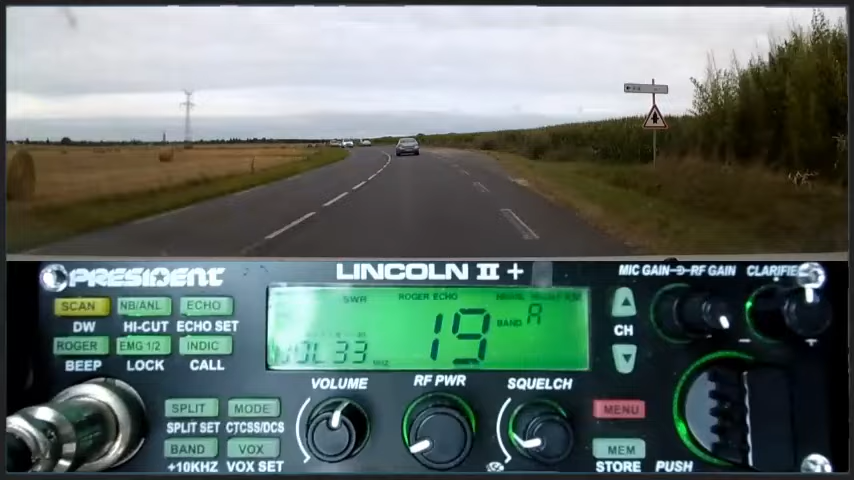 PRESIDENT
LINCOLN II +
MIC GAIN RF GAIN CLARIFIER
SCAN NB/ANL ECHO
DW HI-CUT ECHO SET
ROGER EMG 1/2 INDIC
BEEP LOCK CALL
SWR ROGER ECHO
19 BAND A
VOL33 MHZ
CH
VOLUME RF PWR SQUELCH
SPLIT MODE
SPLIT SET CTCSS/DCS
BAND VOX
+10KHZ VOX SET
MENU
MEM
STORE PUSH